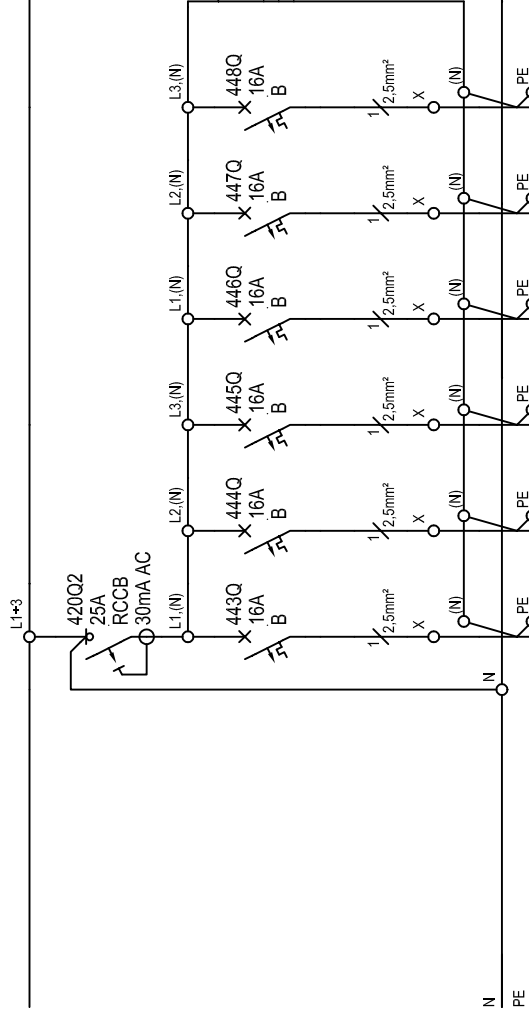 L1+3
420Q2
25A
RCCB
30mA AC
L1,(N)
443Q
16A
B
1
2,5mm²
X
(N)
PE
L2,(N)
444Q
16A
B
1
2,5mm²
X
(N)
PE
L3,(N)
445Q
16A
B
1
2,5mm²
X
(N)
PE
L1,(N)
446Q
16A
B
1
2,5mm²
X
(N)
PE
L2,(N)
447Q
16A
B
1
2,5mm²
X
(N)
PE
L3,(N)
448Q
16A
B
1
2,5mm²
X
(N)
PE
N
N
PE